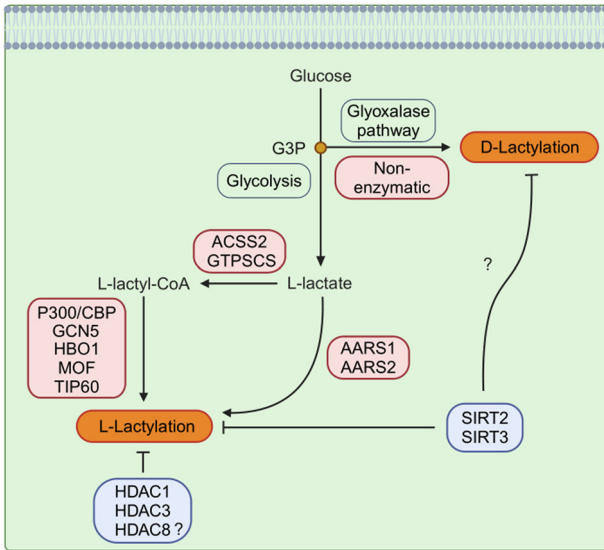 Glucose
Glyoxalase
pathway
G3P
D-Lactylation
Non-
enzymatic
Glycolysis
ACSS2
GTPSCS
L-lactyl-CoA
L-lactate
?
P300/CBP
GCN5
HBO1
MOF
TIP60
AARS1
AARS2
L-Lactylation
SIRT2
SIRT3
HDAC1
HDAC3
HDAC8 ?